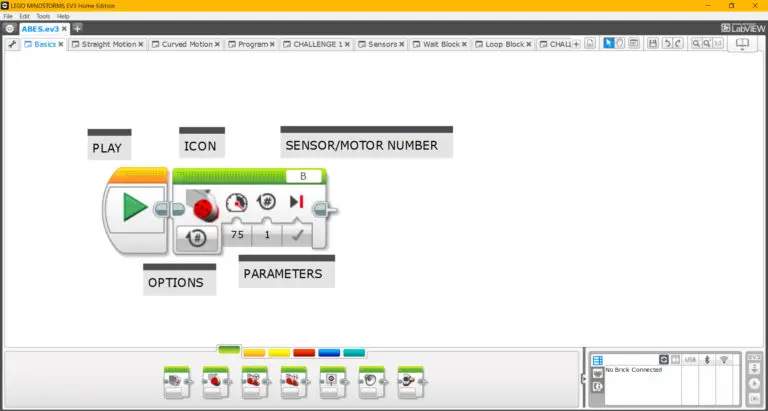 LEGO MINDSTORMS EV3 Home Edition
File Edit Tools Help
ABES.ev3
LabVIEW
Basics Straight Motion Curved Motion Program CHALLENGE 1 Sensors Wait Block Loop Block CHALL
PLAY
ICON
SENSOR/MOTOR NUMBER
B
#
#
75 1
OPTIONS
PARAMETERS
USB
EV3
No Brick Connected